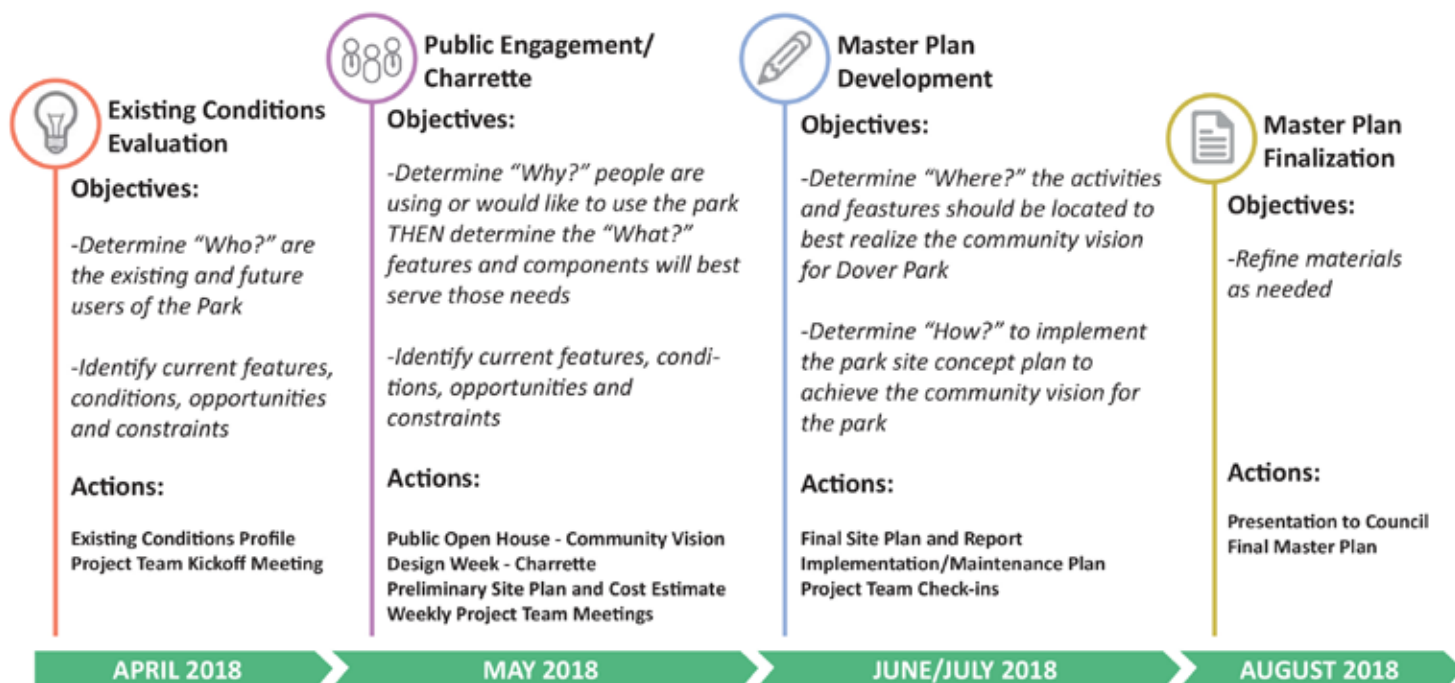 Existing Conditions
Evaluation
Objectives:
-Determine “Who?” are
the existing and future
users of the Park
-Identify current features,
conditions, opportunities
and constraints
Actions:
Existing Conditions Profile
Project Team Kickoff Meeting
APRIL 2018
Public Engagement/
Charrette
Objectives:
-Determine “Why?” people are
using or would like to use the park
THEN determine the “What?”
features and components will best
serve those needs
-Identify current features, condi-
tions, opportunities and
constraints
Actions:
Public Open House - Community Vision
Design Week - Charrette
Preliminary Site Plan and Cost Estimate
Weekly Project Team Meetings
MAY 2018
Master Plan
Development
Objectives:
-Determine “Where?” the activities
and feastures should be located to
best realize the community vision
for Dover Park
-Determine “How?” to implement
the park site concept plan to
achieve the community vision for
the park
Actions:
Final Site Plan and Report
Implementation/Maintenance Plan
Project Team Check-ins
JUNE/JULY 2018
Master Plan
Finalization
Objectives:
-Refine materials
as needed
Actions:
Presentation to Council
Final Master Plan
AUGUST 2018